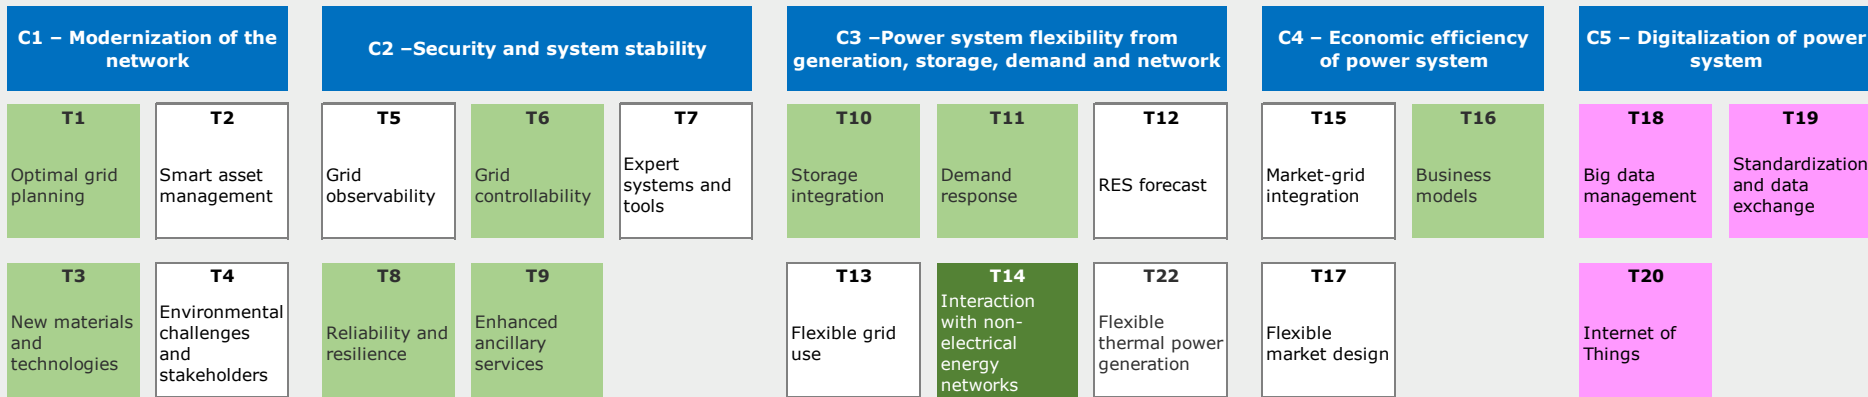 C1 – Modernization of the
network
C2 –Security and system stability
C3 –Power system flexibility from
generation, storage, demand and network
C4 – Economic efficiency
of power system
C5 – Digitalization of power
system
T1
Optimal grid
planning
T2
Smart asset
management
T5
Grid
observability
T6
Grid
controllability
T7
Expert
systems and
tools
T10
Storage
integration
T11
Demand
response
T12
RES forecast
T15
Market-grid
integration
T16
Business
models
T18
Big data
management
T19
Standardization
and data
exchange
T3
New materials
and
technologies
T4
Environmental
challenges
and
stakeholders
T8
Reliability and
resilience
T9
Enhanced
ancillary
services
T13
Flexible grid
use
T14
Interaction
with non-
electrical
energy
networks
T22
Flexible
thermal power
generation
T17
Flexible
market design
T20
Internet of
Things